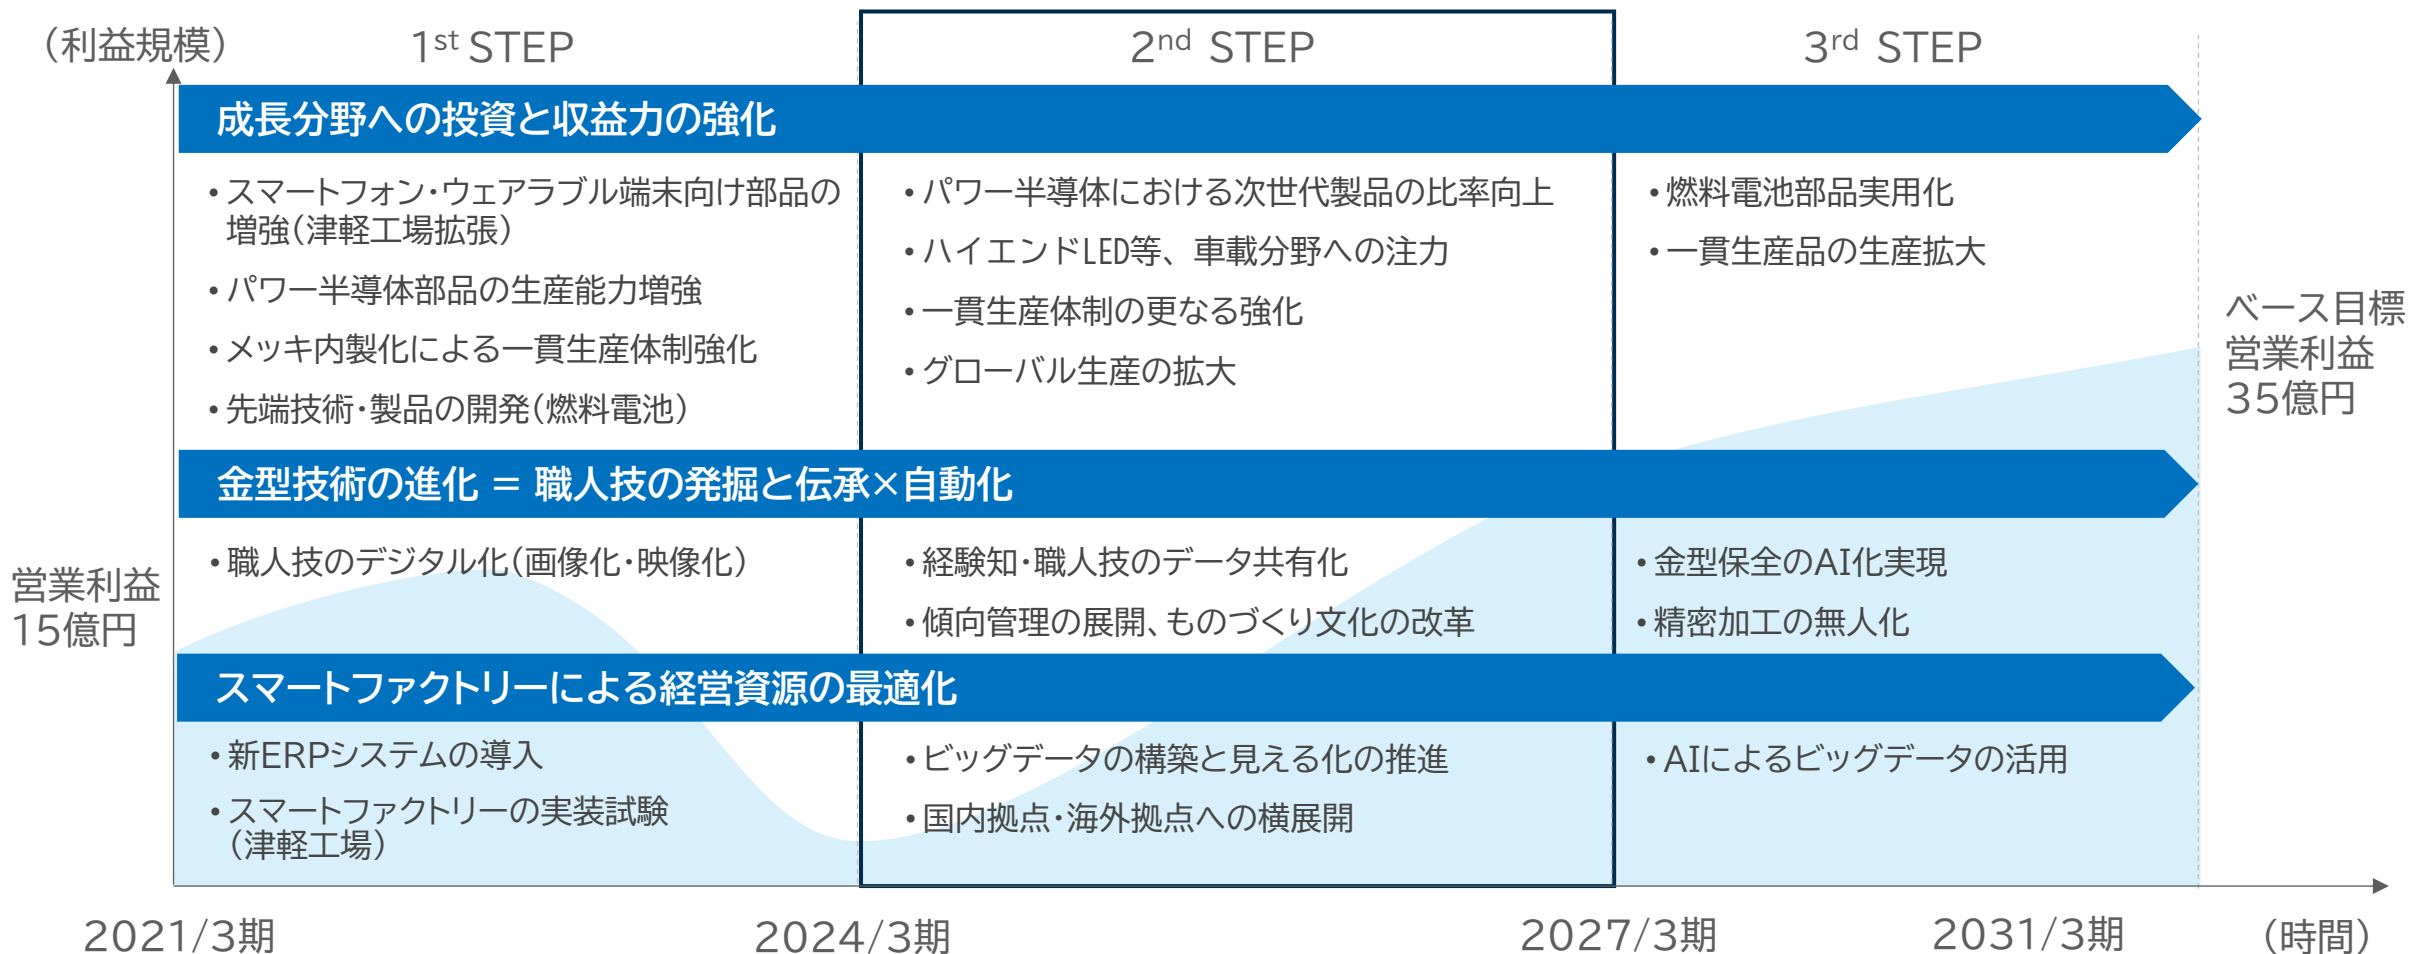 （利益規模）
1st STEP
2nd STEP
3rd STEP
成長分野への投資と収益力の強化
・スマートフォン・ウェアラブル端末向け部品の
増強（津軽工場拡張）
・パワー半導体部品の生産能力増強
・メッキ内製化による一貫生産体制強化
・先端技術・製品の開発（燃料電池）
・パワー半導体における次世代製品の比率向上
・ハイエンドLED等、車載分野への注力
・一貫生産体制の更なる強化
・グローバル生産の拡大
・燃料電池部品実用化
・一貫生産品の生産拡大
ベース目標
営業利益
35億円
金型技術の進化 = 職人技の発掘と伝承×自動化
営業利益
15億円
・職人技のデジタル化（画像化・映像化）
・経験知・職人技のデータ共有化
・傾向管理の展開、ものづくり文化の改革
・金型保全のAI化実現
・精密加工の無人化
スマートファクトリーによる経営資源の最適化
・新ERPシステムの導入
・スマートファクトリーの実装試験
（津軽工場）
・ビッグデータの構築と見える化の推進
・国内拠点・海外拠点への横展開
・AIによるビッグデータの活用
2021/3期
2024/3期
2027/3期
2031/3期
（時間）